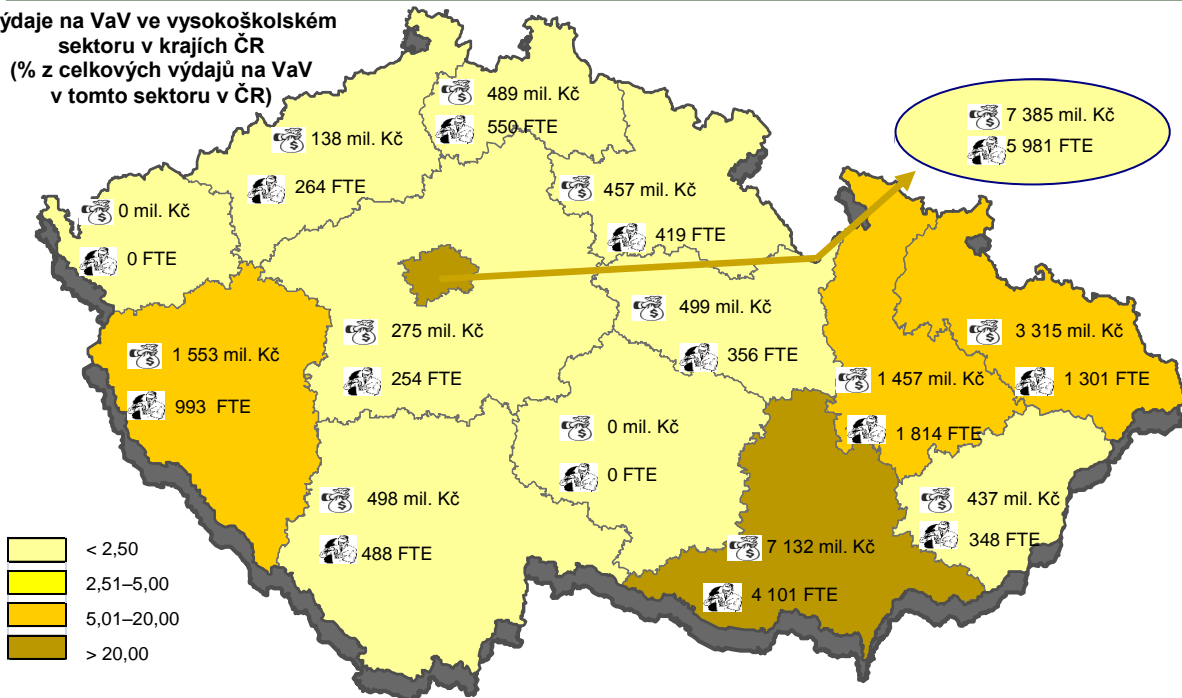 ýdaje na VaV ve vysokoškolském
sektoru v krajích ČR
(% z celkových výdajů na VaV
v tomto sektoru v ČR)
489 mil. Kč
550 FTE
7 385 mil. Kč
5 981 FTE
138 mil. Kč
264 FTE
457 mil. Kč
419 FTE
0 mil. Kč
0 FTE
499 mil. Kč
356 FTE
275 mil. Kč
254 FTE
3 315 mil. Kč
1 301 FTE
1 553 mil. Kč
993 FTE
1 457 mil. Kč
1 814 FTE
0 mil. Kč
0 FTE
498 mil. Kč
488 FTE
437 mil. Kč
348 FTE
7 132 mil. Kč
4 101 FTE
< 2,50
2,51–5,00
5,01–20,00
> 20,00